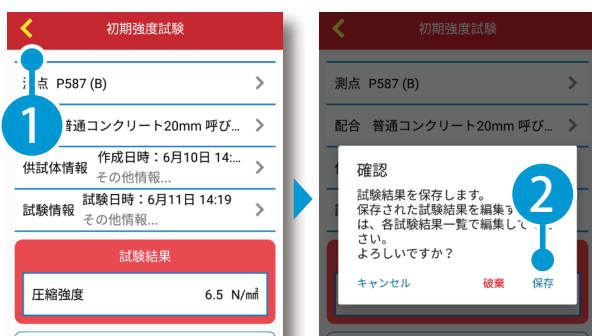 初期強度試験
点 P587 (B)
普通コンクリート20mm 呼び…
供試体情報 作成日時：6月10日 14:…
その他情報…
試験情報 試験日時：6月11日 14:19
その他情報…
試験結果
圧縮強度 6.5 N/㎟
1
初期強度試験
測点 P587 (B)
配合 普通コンクリート20mm 呼び…
確認
試験結果を保存します。
保存された試験結果を編集す
は、各試験結果一覧で編集して
さい。
よろしいですか？
キャンセル 破棄 保存
2